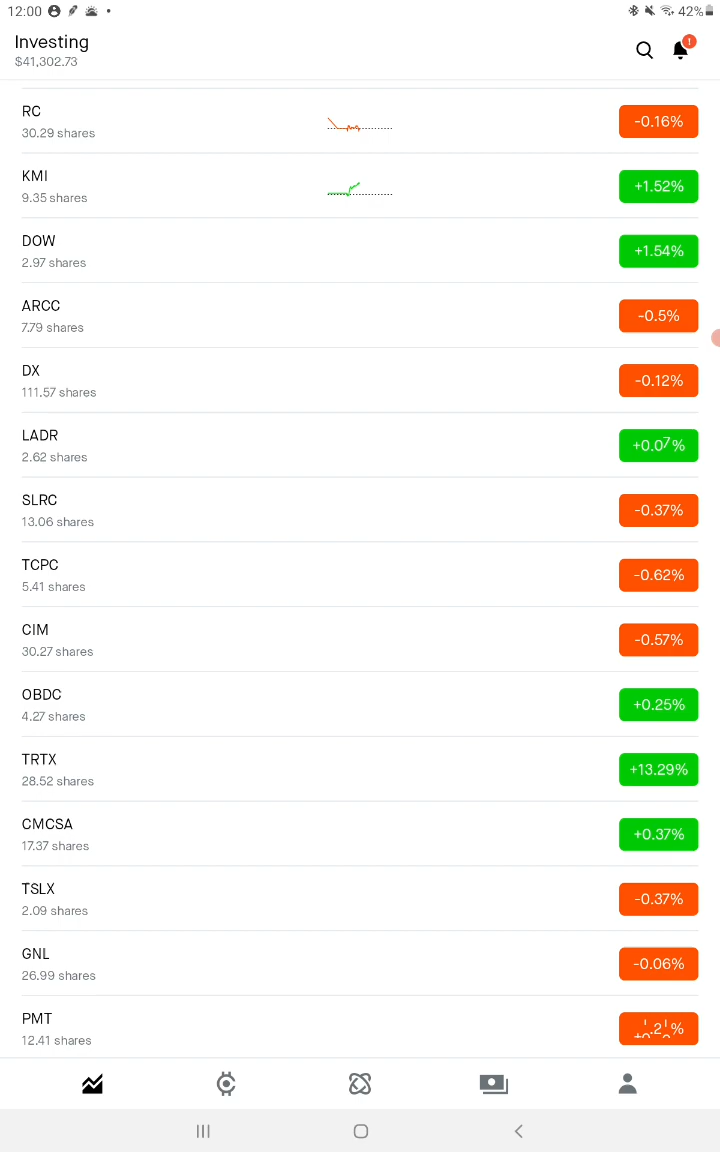 12:00
42%
Investing
$41,302.73
1
RC
30.29 shares
-0.16%
KMI
9.35 shares
+1.52%
DOW
2.97 shares
+1.54%
ARCC
7.79 shares
-0.5%
DX
111.57 shares
-0.12%
LADR
2.62 shares
+0.07%
SLRC
13.06 shares
-0.37%
TCPC
5.41 shares
-0.62%
CIM
30.27 shares
-0.57%
OBDC
4.27 shares
+0.25%
TRTX
28.52 shares
+13.29%
CMCSA
17.37 shares
+0.37%
TSLX
2.09 shares
-0.37%
GNL
26.99 shares
-0.06%
PMT
12.41 shares